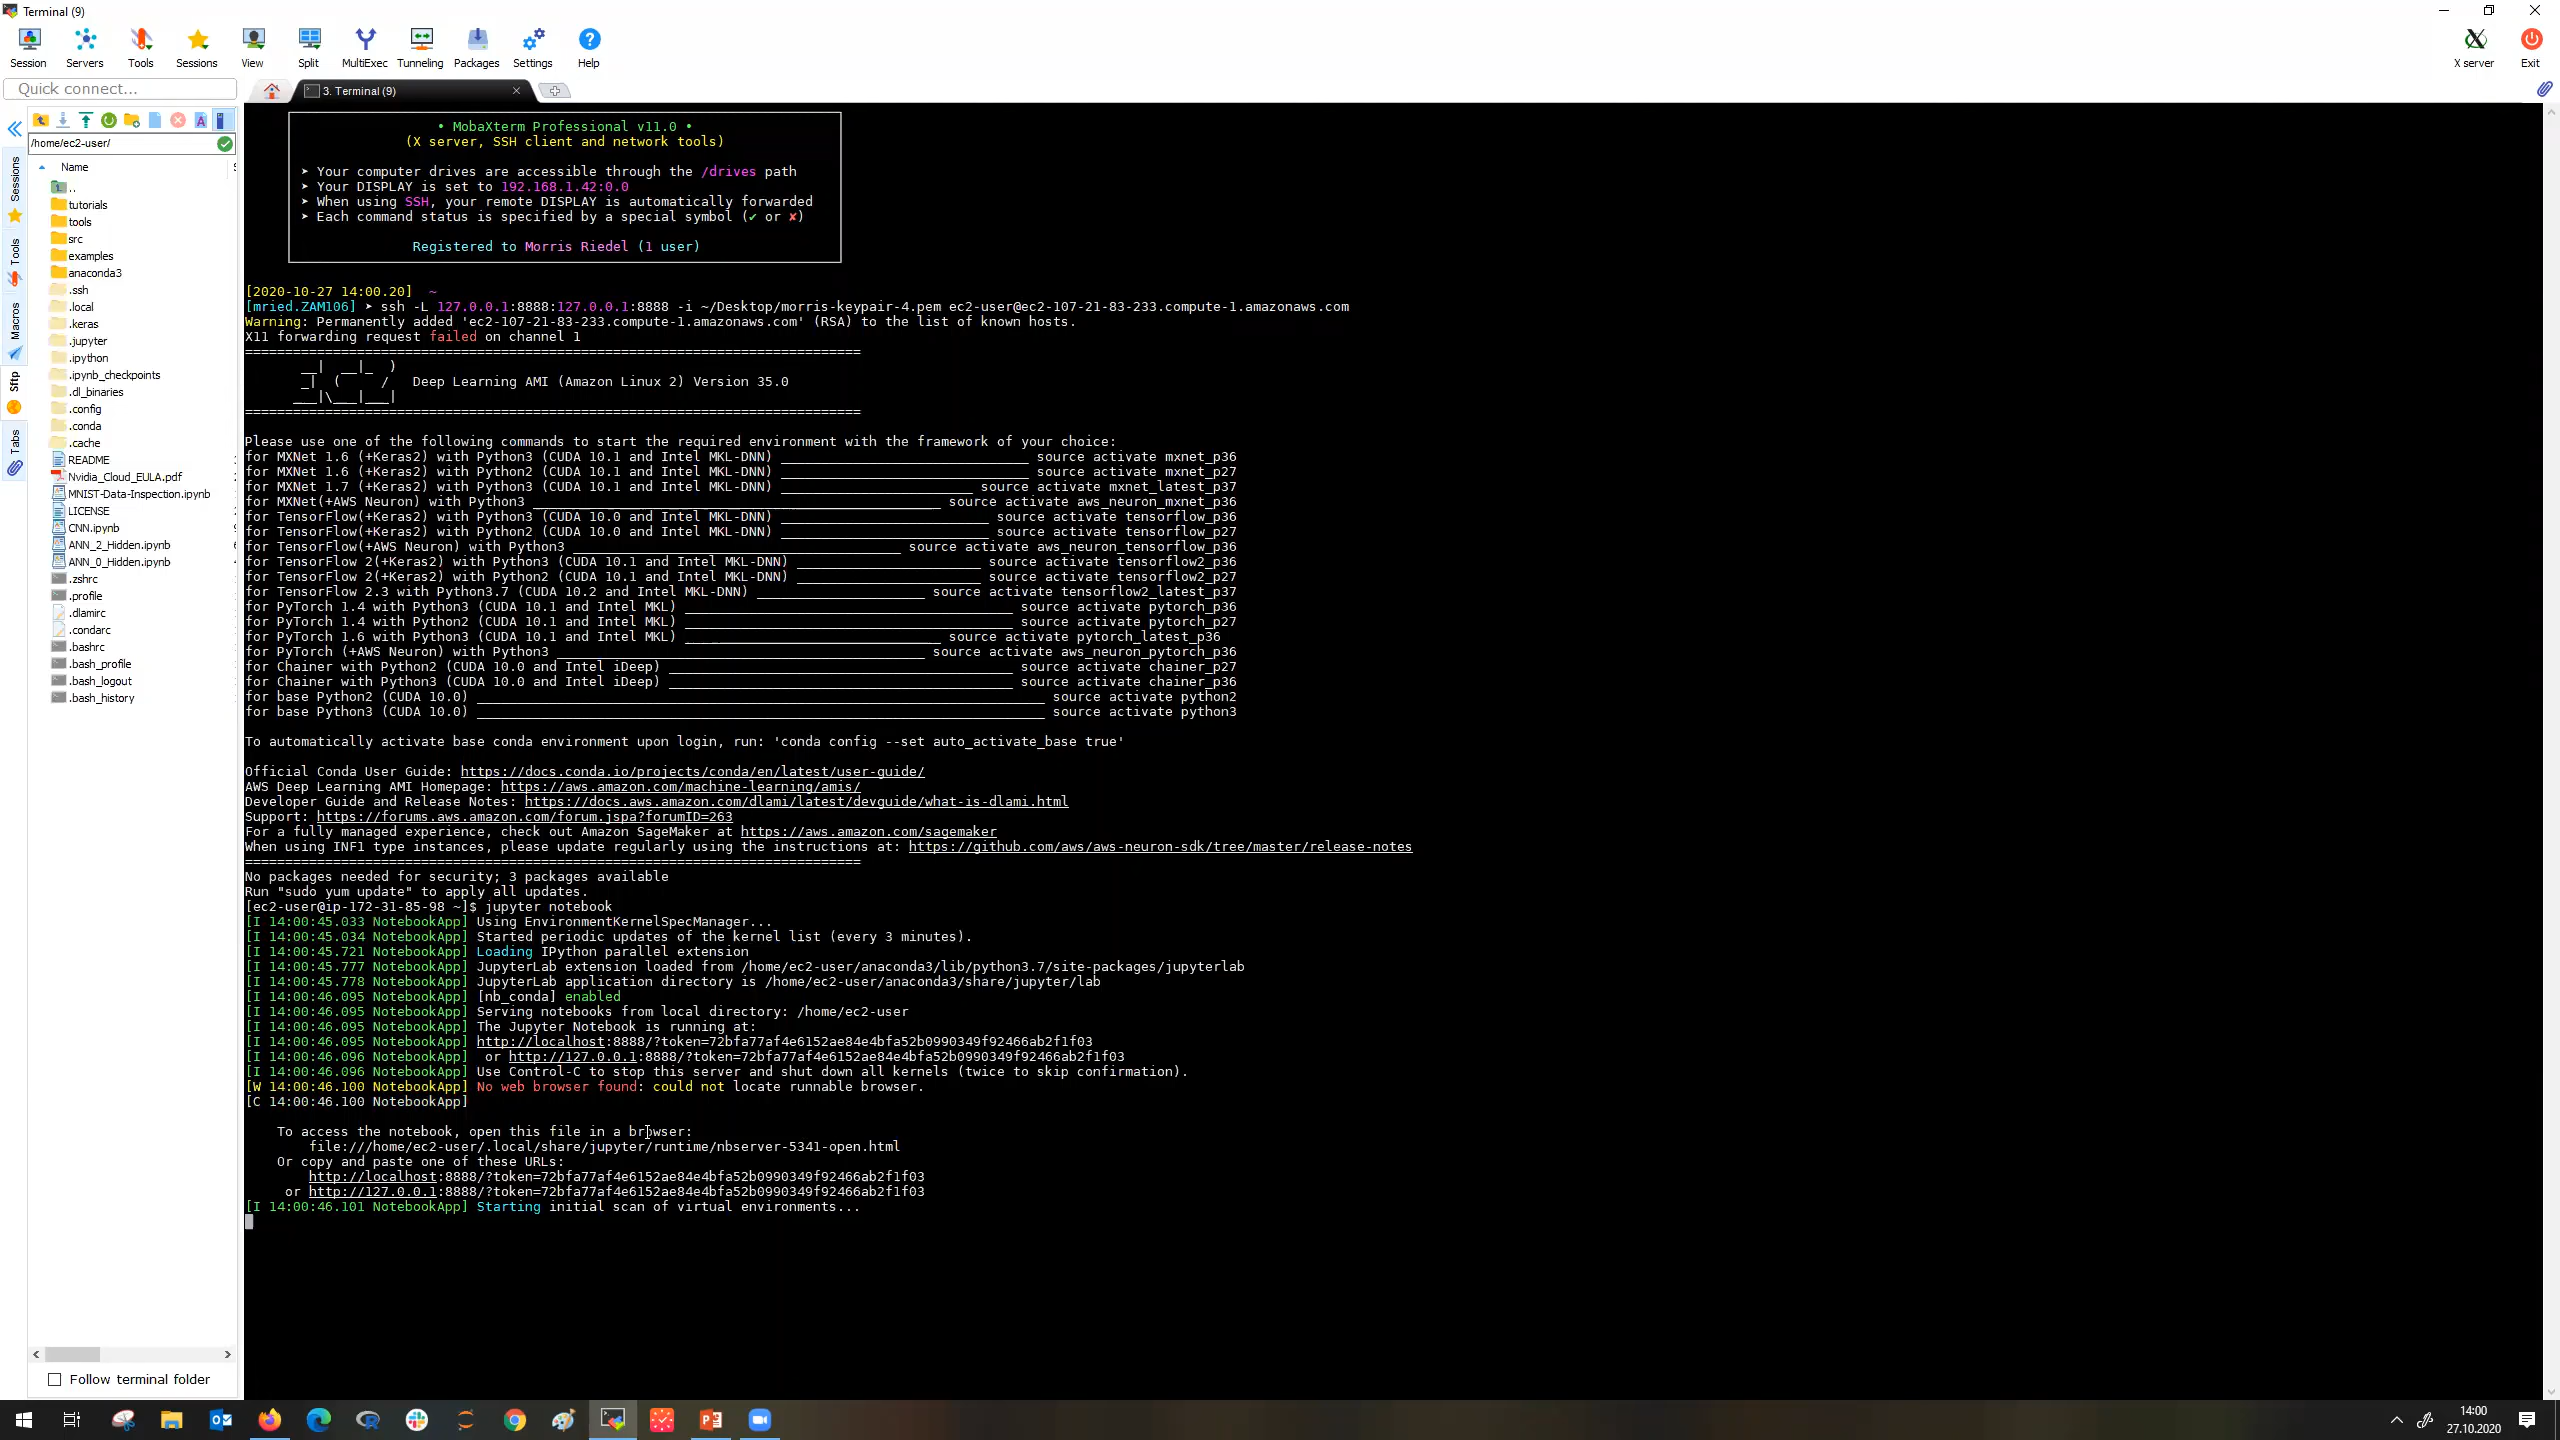 Terminal (9)
Session Servers Tools Sessions View Split MultiExec Tunneling Packages Settings Help X server Exit
Quick connect...
3. Terminal (9)
/home/ec2-user/
Name
..
tutorials
tools
src
examples
anaconda3
.ssh
.local
.keras
.jupyter
.ipython
.ipynb_checkpoints
.dl_binaries
.config
.conda
.cache
README
Nvidia_Cloud_EULA.pdf
MNIST-Data-Inspection.ipynb
LICENSE
CNN.ipynb
ANN_2_Hidden.ipynb
ANN_0_Hidden.ipynb
.zshrc
.profile
.dlamirc
.condarc
.bashrc
.bash_profile
.bash_logout
.bash_history
Follow terminal folder
Sessions
Tools
Macros
Sftp
Tabs
• MobaXterm Professional v11.0 •
(X server, SSH client and network tools)
➤ Your computer drives are accessible through the /drives path
➤ Your DISPLAY is set to 192.168.1.42:0.0
➤ When using SSH, your remote DISPLAY is automatically forwarded
➤ Each command status is specified by a special symbol (✔ or ✘)
Registered to Morris Riedel (1 user)
[2020-10-27 14:00.20] ~
[mried.ZAM106] ➤ ssh -L 127.0.0.1:8888:127.0.0.1:8888 -i ~/Desktop/morris-keypair-4.pem ec2-user@ec2-107-21-83-233.compute-1.amazonaws.com
Warning: Permanently added 'ec2-107-21-83-233.compute-1.amazonaws.com' (RSA) to the list of known hosts.
X11 forwarding request failed on channel 1
=============================================================================
__| __|_ )
_| ( / Deep Learning AMI (Amazon Linux 2) Version 35.0
___|\___|___|
=============================================================================
Please use one of the following commands to start the required environment with the framework of your choice:
for MXNet 1.6 (+Keras2) with Python3 (CUDA 10.1 and Intel MKL-DNN) ____ source activate mxnet_p36
for MXNet 1.6 (+Keras2) with Python2 (CUDA 10.1 and Intel MKL-DNN) ____ source activate mxnet_p27
for MXNet 1.7 (+Keras2) with Python3 (CUDA 10.1 and Intel MKL-DNN) ____ source activate mxnet_latest_p37
for MXNet(+AWS Neuron) with Python3 ____ source activate aws_neuron_mxnet_p36
for TensorFlow(+Keras2) with Python3 (CUDA 10.0 and Intel MKL-DNN) ____ source activate tensorflow_p36
for TensorFlow(+Keras2) with Python2 (CUDA 10.0 and Intel MKL-DNN) ____ source activate tensorflow_p27
for TensorFlow(+AWS Neuron) with Python3 ____ source activate aws_neuron_tensorflow_p36
for TensorFlow 2(+Keras2) with Python3 (CUDA 10.1 and Intel MKL-DNN) ____ source activate tensorflow2_p36
for TensorFlow 2(+Keras2) with Python2 (CUDA 10.1 and Intel MKL-DNN) ____ source activate tensorflow2_p27
for TensorFlow 2.3 with Python3.7 (CUDA 10.2 and Intel MKL-DNN) ____ source activate tensorflow2_latest_p37
for PyTorch 1.4 with Python3 (CUDA 10.1 and Intel MKL) ____ source activate pytorch_p36
for PyTorch 1.4 with Python2 (CUDA 10.1 and Intel MKL) ____ source activate pytorch_p27
for PyTorch 1.6 with Python3 (CUDA 10.1 and Intel MKL) ____ source activate pytorch_latest_p36
for PyTorch (+AWS Neuron) with Python3 ____ source activate aws_neuron_pytorch_p36
for Chainer with Python2 (CUDA 10.0 and Intel iDeep) ____ source activate chainer_p27
for Chainer with Python3 (CUDA 10.0 and Intel iDeep) ____ source activate chainer_p36
for base Python2 (CUDA 10.0) ____ source activate python2
for base Python3 (CUDA 10.0) ____ source activate python3
To automatically activate base conda environment upon login, run: 'conda config --set auto_activate_base true'
Official Conda User Guide: https://docs.conda.io/projects/conda/en/latest/user-guide/
AWS Deep Learning AMI Homepage: https://aws.amazon.com/machine-learning/amis/
Developer Guide and Release Notes: https://docs.aws.amazon.com/dlami/latest/devguide/what-is-dlami.html
Support: https://forums.aws.amazon.com/forum.jspa?forumID=263
For a fully managed experience, check out Amazon SageMaker at https://aws.amazon.com/sagemaker
When using INF1 type instances, please update regularly using the instructions at: https://github.com/aws/aws-neuron-sdk/tree/master/release-notes
=============================================================================
No packages needed for security; 3 packages available
Run "sudo yum update" to apply all updates.
[ec2-user@ip-172-31-85-98 ~]$ jupyter notebook
[I 14:00:45.033 NotebookApp] Using EnvironmentKernelSpecManager...
[I 14:00:45.034 NotebookApp] Started periodic updates of the kernel list (every 3 minutes).
[I 14:00:45.721 NotebookApp] Loading IPython parallel extension
[I 14:00:45.777 NotebookApp] JupyterLab extension loaded from /home/ec2-user/anaconda3/lib/python3.7/site-packages/jupyterlab
[I 14:00:45.778 NotebookApp] JupyterLab application directory is /home/ec2-user/anaconda3/share/jupyter/lab
[I 14:00:46.095 NotebookApp] [nb_conda] enabled
[I 14:00:46.095 NotebookApp] Serving notebooks from local directory: /home/ec2-user
[I 14:00:46.095 NotebookApp] The Jupyter Notebook is running at:
[I 14:00:46.095 NotebookApp] http://localhost:8888/?token=72bfa77af4e6152ae84e4bfa52b0990349f92466ab2f1f03
[I 14:00:46.096 NotebookApp]  or http://127.0.0.1:8888/?token=72bfa77af4e6152ae84e4bfa52b0990349f92466ab2f1f03
[I 14:00:46.096 NotebookApp] Use Control-C to stop this server and shut down all kernels (twice to skip confirmation).
[W 14:00:46.100 NotebookApp] No web browser found: could not locate runnable browser.
[C 14:00:46.100 NotebookApp]
To access the notebook, open this file in a browser:
file:///home/ec2-user/.local/share/jupyter/runtime/nbserver-5341-open.html
Or copy and paste one of these URLs:
http://localhost:8888/?token=72bfa77af4e6152ae84e4bfa52b0990349f92466ab2f1f03
or http://127.0.0.1:8888/?token=72bfa77af4e6152ae84e4bfa52b0990349f92466ab2f1f03
[I 14:00:46.101 NotebookApp] Starting initial scan of virtual environments...
14:00
27.10.2020